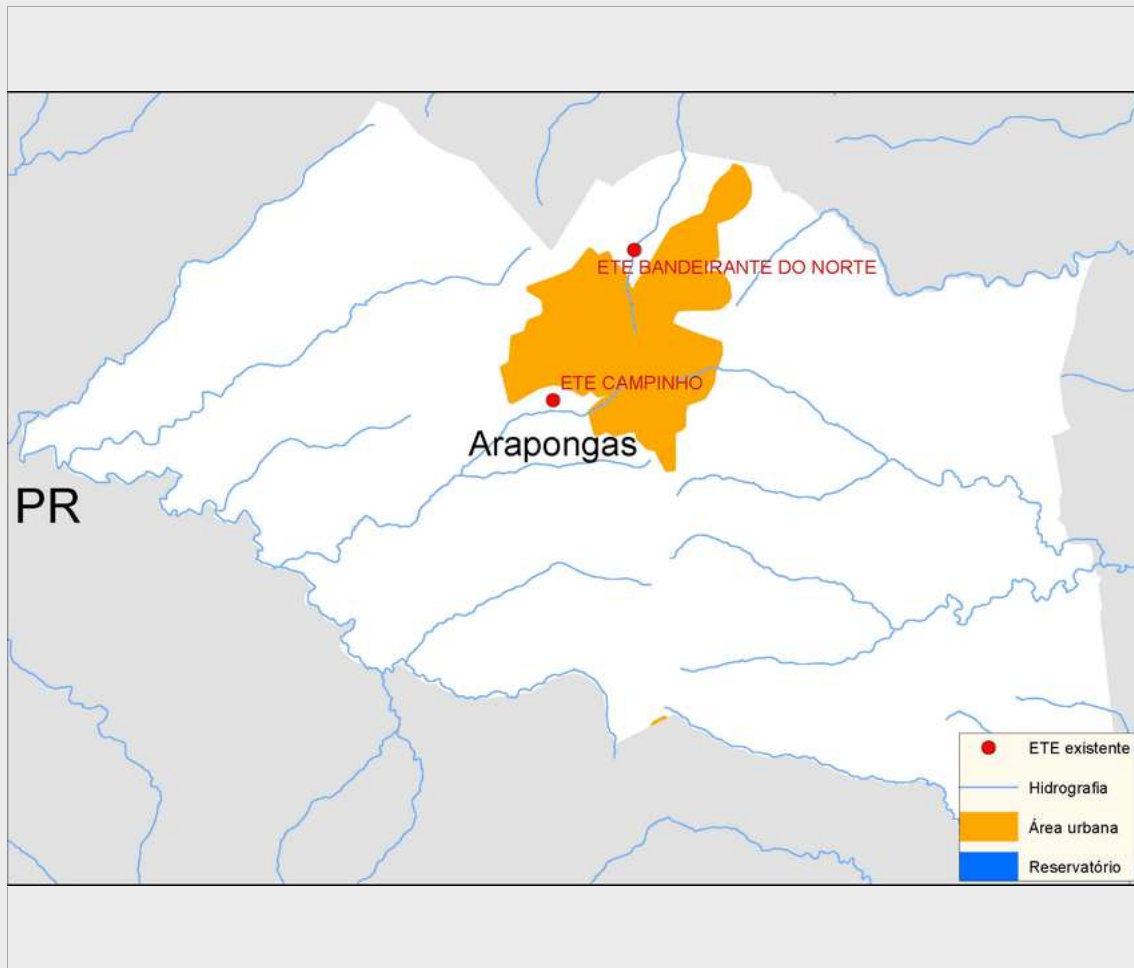 ETE BANDEIRANTE DO NORTE
ETE CAMPINHO
Arapongas
PR
ETE existente
Hidrografia
Área urbana
Reservatório